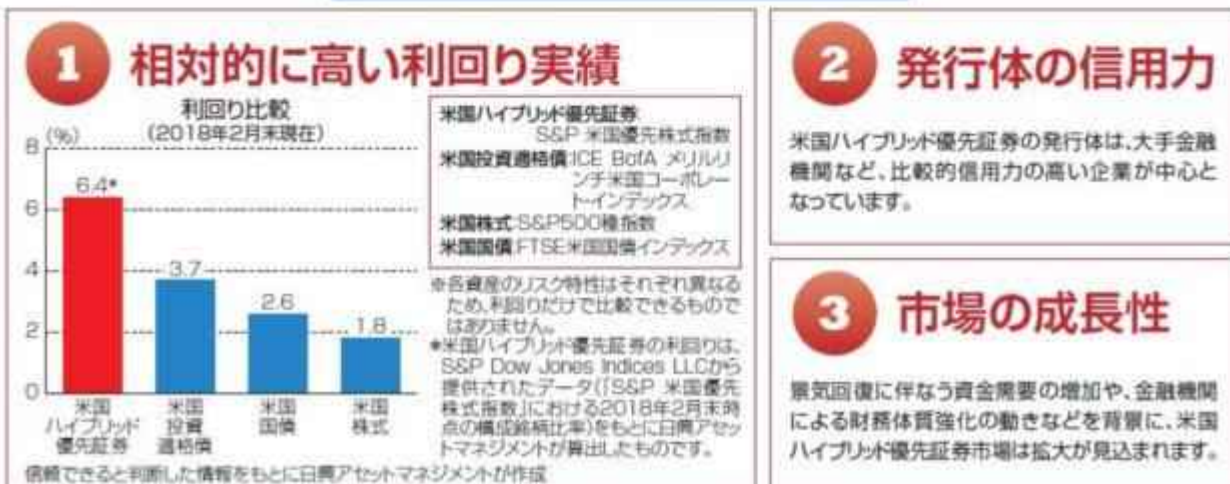 1 相対的に高い利回り実績
利回り比較
(2018年2月末現在)
(%)
8
6
4
2
0
6.4*
3.7
2.6
1.8
米国
ハイブリッド
優先証券
米国
投資
適格債
米国
国債
米国
株式
米国ハイブリッド優先証券:
S&P 米国優先株式指数
米国投資適格債:ICE BofA メリルリ
ンチ米国コーポレー
ト・インデックス
米国株式:S&P500種指数
米国国債:FTSE米国国債インデックス
※各資産のリスク特性はそれぞれ異なる
ため、利回りだけで比較できるもので
はありません。
*米国ハイブリッド優先証券の利回りは、
S&P Dow Jones Indices LLCから
提供されたデータ(「S&P 米国優先
株式指数」における2018年2月末時
点の構成銘柄比率)をもとに日興アセッ
トマネジメントが算出したものです。
信頼できると判断した情報をもとに日興アセットマネジメントが作成
2 発行体の信用力
米国ハイブリッド優先証券の発行体は、大手金融
機関など、比較的信用力の高い企業が中心と
なっています。
3 市場の成長性
景気回復に伴なう資金需要の増加や、金融機関
による財務体質強化の動きなどを背景に、米国
ハイブリッド優先証券市場は拡大が見込まれます。